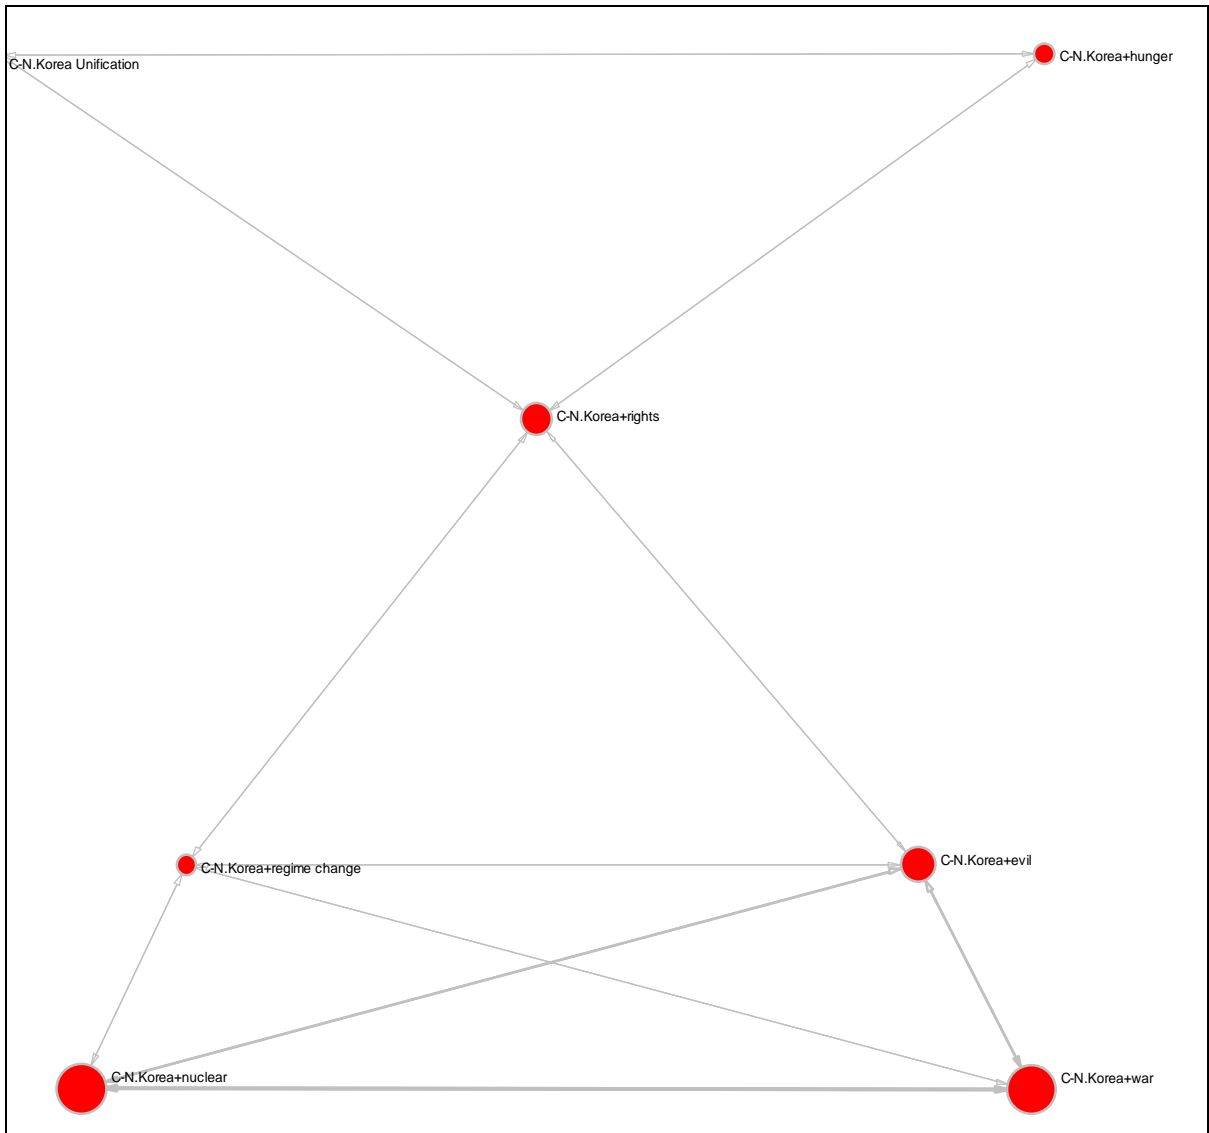 C-N.Korea Unification
C-N.Korea+hunger
C-N.Korea+rights
C-N.Korea+regime change
C-N.Korea+evil
C-N.Korea+nuclear
C-N.Korea+war